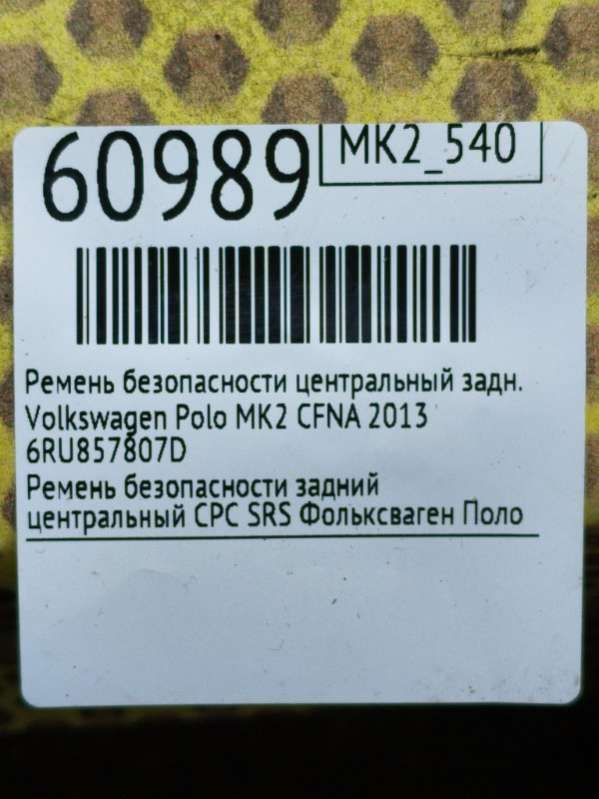 60989
MK2_540
Ремень безопасности центральный задн.
Volkswagen Polo MK2 CFNA 2013
6RU857807D
Ремень безопасности задний
центральный СРС SRS Фольксваген Поло